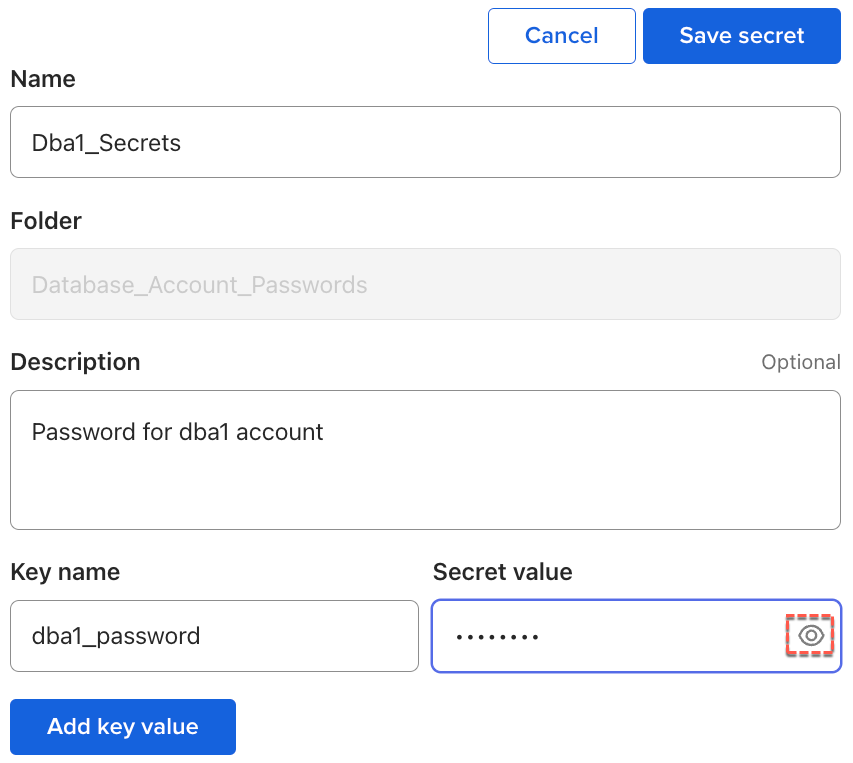 Cancel
Save secret
Name
Dba1_Secrets
Folder
Database_Account_Passwords
Description
Optional
Password for dba1 account
Key name
Secret value
dba1_password
••••••••
Add key value